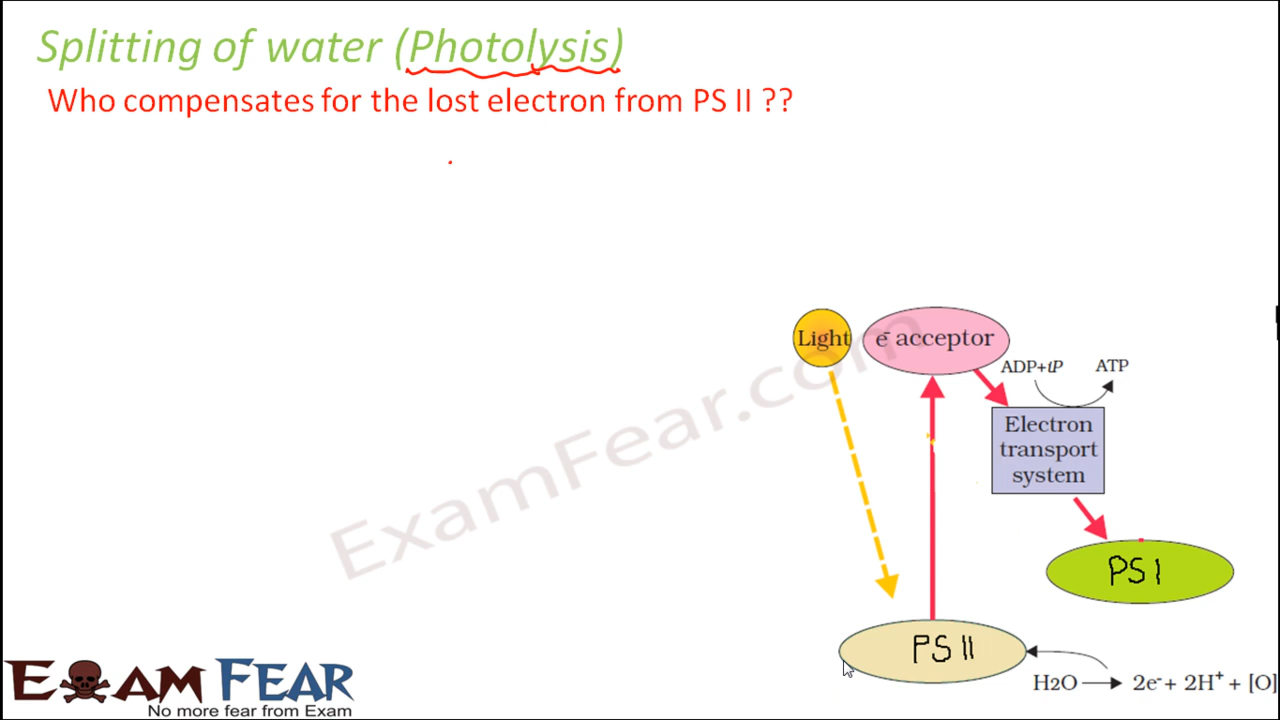 Splitting of water (Photolysis)
Who compensates for the lost electron from PS II ??
Light
e⁻ acceptor
ADP+iP
ATP
Electron
transport
system
PS I
PS II
H2O → 2e⁻+ 2H⁺ + [O]
ExamFear.com
EXAM FEAR
No more fear from Exam